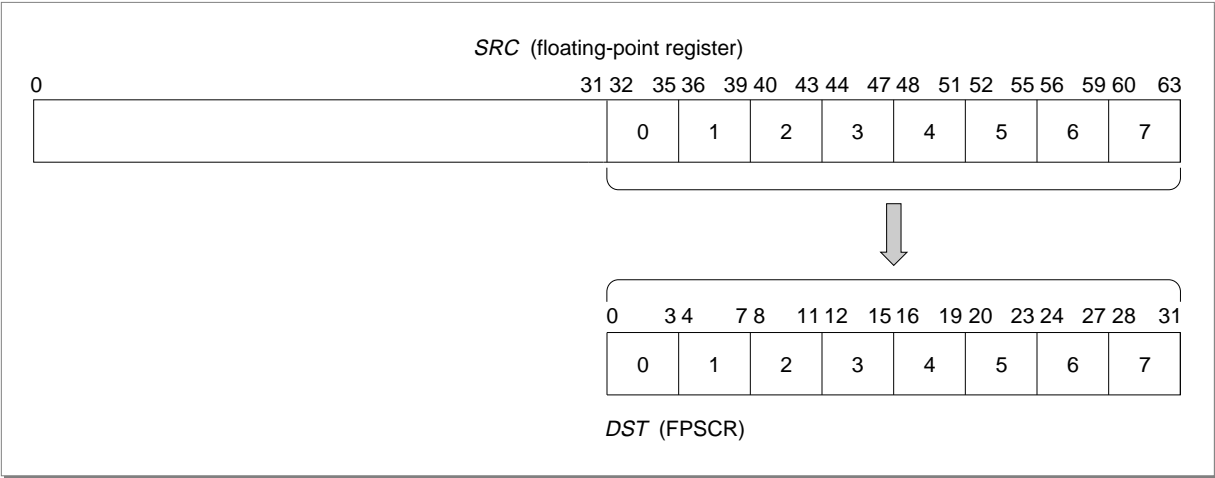 SRC (floating-point register)
0 31 32 35 36 39 40 43 44 47 48 51 52 55 56 59 60 63
0 1 2 3 4 5 6 7
0 3 4 7 8 11 12 15 16 19 20 23 24 27 28 31
0 1 2 3 4 5 6 7
DST (FPSCR)